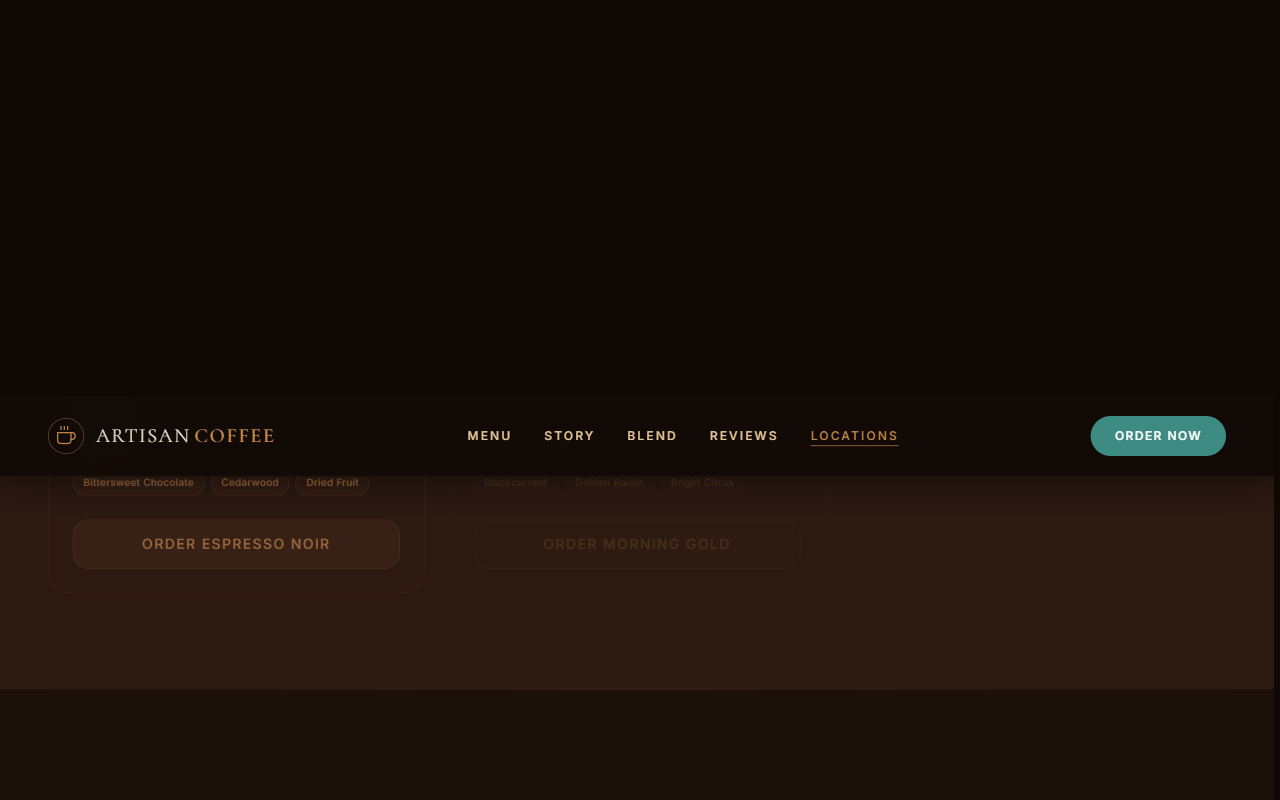 ARTISAN COFFEE
MENU STORY BLEND REVIEWS LOCATIONS
ORDER NOW
Bittersweet Chocolate Cedarwood Dried Fruit
Blackcurrant Golden Raisin Bright Citrus
ORDER ESPRESSO NOIR
ORDER MORNING GOLD